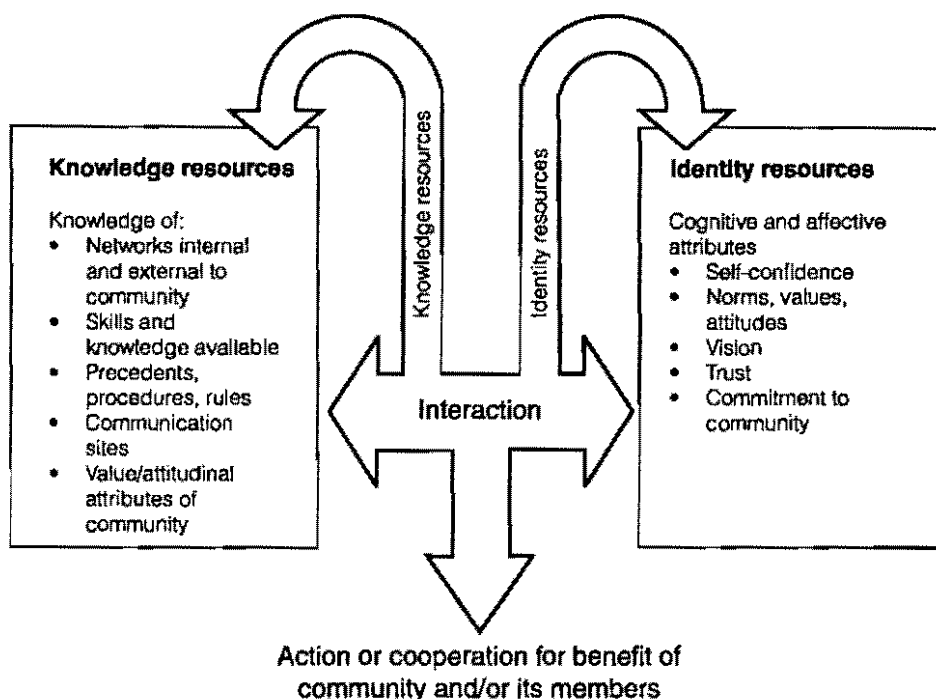 Knowledge resources
Knowledge of:
• Networks internal
and external to
community
• Skills and
knowledge available
• Precedents,
procedures, rules
• Communication
sites
• Value/attitudinal
attributes of
community
Knowledge resources
Identity resources
Interaction
Identity resources
Cognitive and affective
attributes
• Self-confidence
• Norms, values,
attitudes
• Vision
• Trust
• Commitment to
community
Action or cooperation for benefit of
community and/or its members